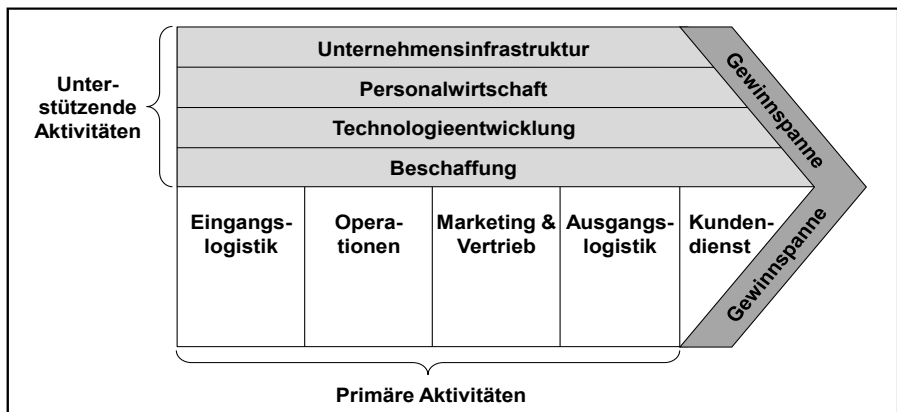 Unternehmensinfrastruktur
Personalwirtschaft
Technologieentwicklung
Beschaffung
Unter-
stützende
Aktivitäten
Gewinnspanne
Gewinnspanne
Eingangs-
logistik
Opera-
tionen
Marketing &
Vertrieb
Ausgangs-
logistik
Kunden-
dienst
Primäre Aktivitäten